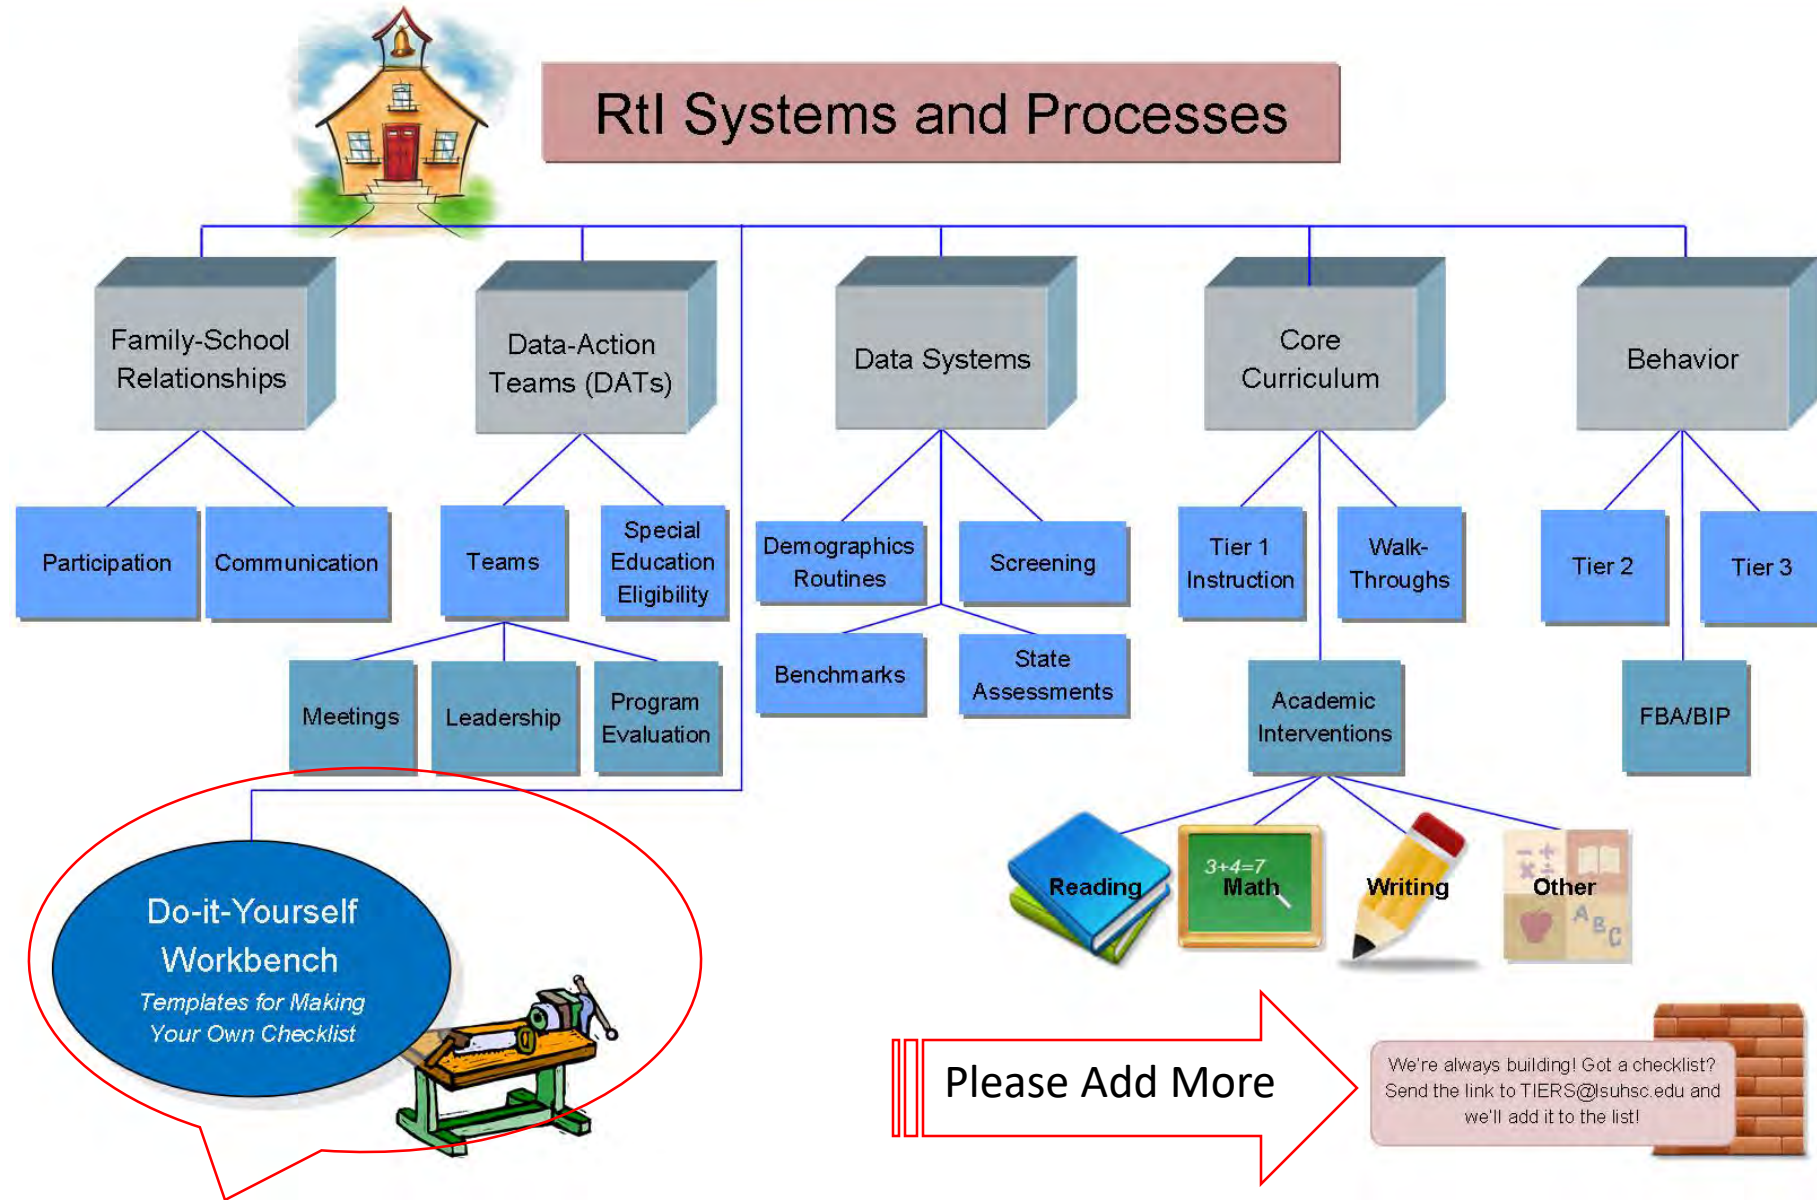 RtI Systems and Processes
Family-School
Relationships
Data-Action
Teams (DATs)
Data Systems
Core
Curriculum
Behavior
Participation
Communication
Teams
Special
Education
Eligibility
Demographics
Routines
Screening
Tier 1
Instruction
Walk-
Throughs
Tier 2
Tier 3
Meetings
Leadership
Program
Evaluation
Benchmarks
State
Assessments
Academic
Interventions
FBA/BIP
Reading
3+4=7
Math
Writing
Other
A B C
Do-it-Yourself
Workbench
Templates for Making
Your Own Checklist
Please Add More
We're always building! Got a checklist?
Send the link to TIERS@lsuhsc.edu and
we'll add it to the list!